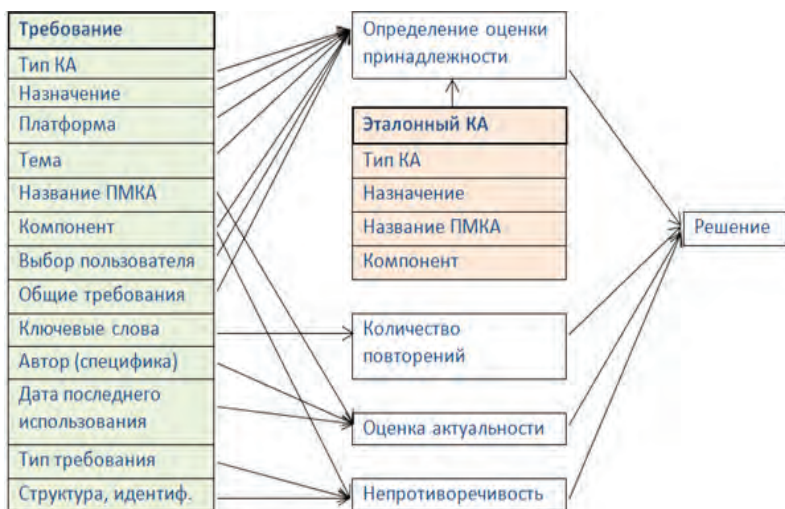 Требование
Тип КА
Назначение
Платформа
Тема
Название ПМКА
Компонент
Выбор пользователя
Общие требования
Ключевые слова
Автор (специфика)
Дата последнего
использования
Тип требования
Структура, идентиф.
Определение оценки
принадлежности
Эталонный КА
Тип КА
Назначение
Название ПМКА
Компонент
Количество
повторений
Оценка актуальности
Непротиворечивость
Решение